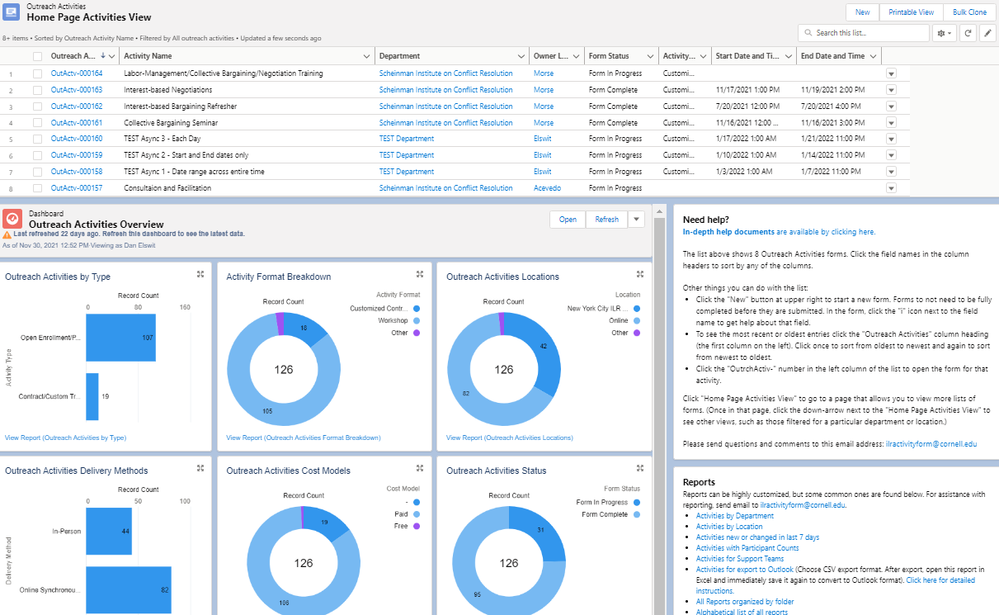 Outreach Activities
Home Page Activities View
New Printable View Bulk Clone
8+ items • Sorted by Outreach Activity Name • Filtered by All outreach activities • Updated a few seconds ago
Search this list...
Outreach A... Activity Name Department Owner L... Form Status Activity... Start Date and Ti... End Date and Time
1 OutActv-000164 Labor-Management/Collective Bargaining/Negotiation Training Scheinman Institute on Conflict Resolution Morse Form In Progress Customi...
2 OutActv-000163 Interest-based Negotiations Scheinman Institute on Conflict Resolution Morse Form Complete Customi... 11/17/2021 1:00 PM 11/19/2021 2:00 PM
3 OutActv-000162 Interest-based Bargaining Refresher Scheinman Institute on Conflict Resolution Morse Form Complete Customi... 7/20/2021 12:00 PM 7/20/2021 4:00 PM
4 OutActv-000161 Collective Bargaining Seminar Scheinman Institute on Conflict Resolution Morse Form Complete Customi... 11/16/2021 12:00 ... 11/16/2021 3:00 PM
5 OutActv-000160 TEST Async 3 - Each Day TEST Department Elswit Form In Progress Customi... 1/17/2022 1:00 AM 1/21/2022 11:00 PM
6 OutActv-000159 TEST Async 2 - Start and End dates only TEST Department Elswit Form In Progress Customi... 1/10/2022 1:00 AM 1/14/2022 11:00 PM
7 OutActv-000158 TEST Async 1 - Date range across entire time TEST Department Elswit Form In Progress Customi... 1/3/2022 1:00 AM 1/7/2022 11:00 PM
8 OutActv-000157 Consultaion and Facilitation Scheinman Institute on Conflict Resolution Acevedo Form In Progress
Dashboard
Outreach Activities Overview
Open Refresh
Last refreshed 22 days ago. Refresh this dashboard to see the latest data.
As of Nov 30, 2021 12:52 PM·Viewing as Dan Elswit
Outreach Activities by Type
Record Count
0 80 160
Activity Type
Open Enrollment/P... 107
Contract/Custom Tr... 19
View Report (Outreach Activities by Type)
Activity Format Breakdown
Record Count
Activity Format
Customized Contr...
Workshop
Other
18
126
105
View Report (Outreach Activities Format Breakdown)
Outreach Activities Locations
Record Count
Location
New York City ILR ...
Online
Other
42
126
82
View Report (Outreach Activities Locations)
Outreach Activities Delivery Methods
Record Count
0 50 100
Delivery Method
In-Person 44
Online Synchronou... 82
Outreach Activities Cost Models
Record Count
Cost Model
-
Paid
Free
19
126
106
Outreach Activities Status
Record Count
Form Status
Form In Progress
Form Complete
31
126
95
Need help?
In-depth help documents are available by clicking here.
The list above shows 8 Outreach Activities forms. Click the field names in the column
headers to sort by any of the columns.
Other things you can do with the list:
• Click the "New" button at upper right to start a new form. Forms to not need to be fully
completed before they are submitted. In the form, click the "i" icon next to the field
name to get help about that field.
• To see the most recent or oldest entries click the "Outreach Activities" column heading
(the first column on the left). Click once to sort from oldest to newest and again to sort
from newest to oldest.
• Click the "OutrchActiv-" number in the left column of the list to open the form for that
activity.
Click "Home Page Activities View" to go to a page that allows you to view more lists of
forms. (Once in that page, click the down-arrow next to the "Home Page Activities View" to
see other views, such as those filtered for a particular department or location.)
Please send questions and comments to this email address: ilractivityform@cornell.edu
Reports
Reports can be highly customized, but some common ones are found below. For assistance with
reporting, send email to ilractivityform@cornell.edu.
• Activities by Department
• Activities by Location
• Activities new or changed in last 7 days
• Activities with Participant Counts
• Activities for Support Teams
• Activities for export to Outlook (Choose CSV export format. After export, open this report in
Excel and immediately save it again to convert to Outlook format). Click here for detailed
instructions.
• All Reports organized by folder
• Alphabetical list of all reports